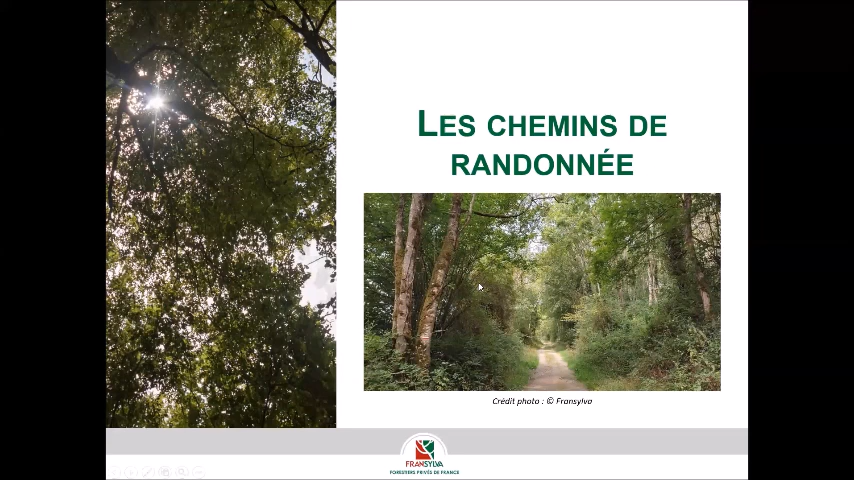 LES CHEMINS DE
RANDONNÉE
Crédit photo : © Fransylva
FRANSYLVA
FORESTIERS PRIVÉS DE FRANCE